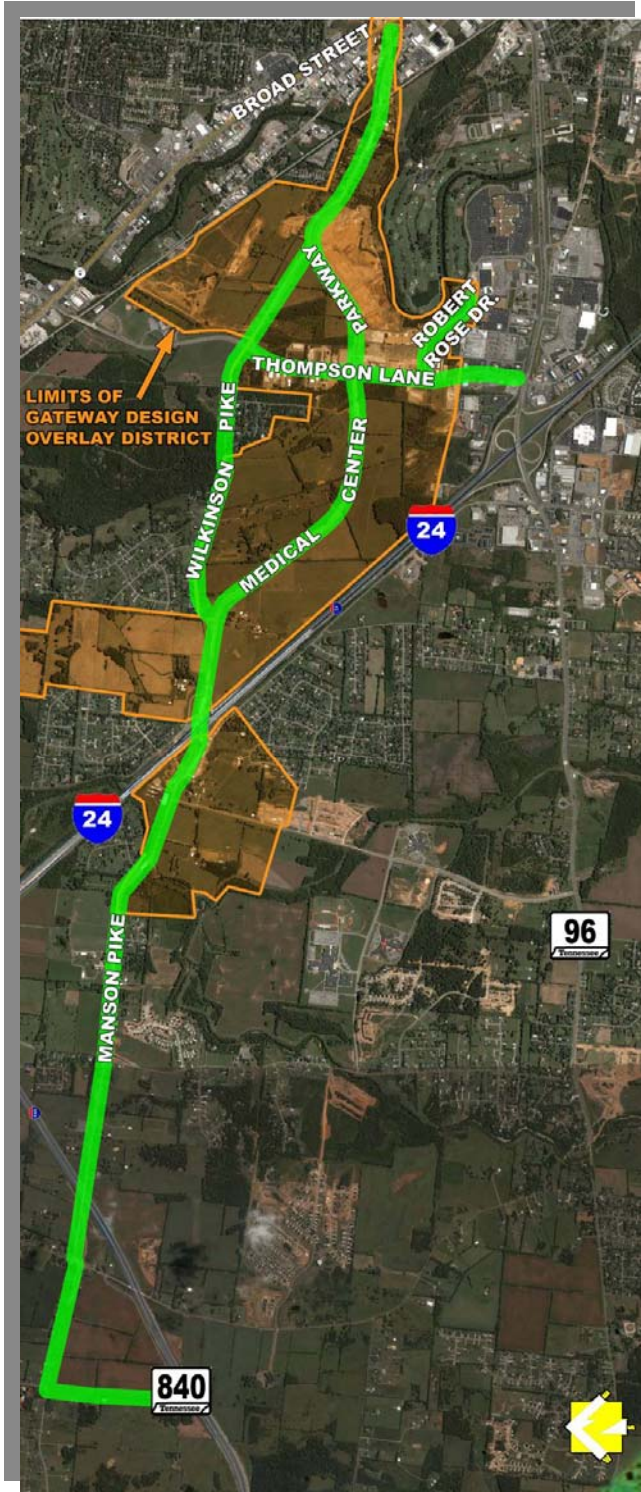 BROAD STREET
PARKWAY
ROBERT
ROSE DR.
THOMPSON LANE
LIMITS OF
GATEWAY DESIGN
OVERLAY DISTRICT
WILKINSON PIKE
CENTER
MEDICAL
24
24
96
Tennessee
MANSON PIKE
840
Tennessee